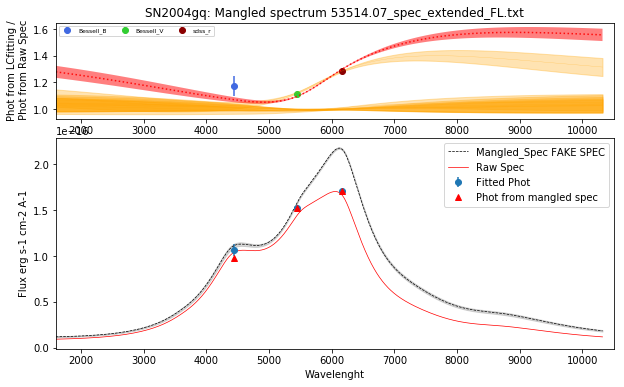 SN2004gq: Mangled spectrum 53514.07_spec_extended_FL.txt
Phot from LCfitting /
Phot from Raw Spec
1.6
1.4
1.2
1.0
Bessell_B
Bessell_V
sdss_r
2000 3000 4000 5000 6000 7000 8000 9000 10000
1e−16
Flux erg s-1 cm-2 A-1
2.0
1.5
1.0
0.5
0.0
Mangled_Spec FAKE SPEC
Raw Spec
Fitted Phot
Phot from mangled spec
2000 3000 4000 5000 6000 7000 8000 9000 10000
Wavelenght